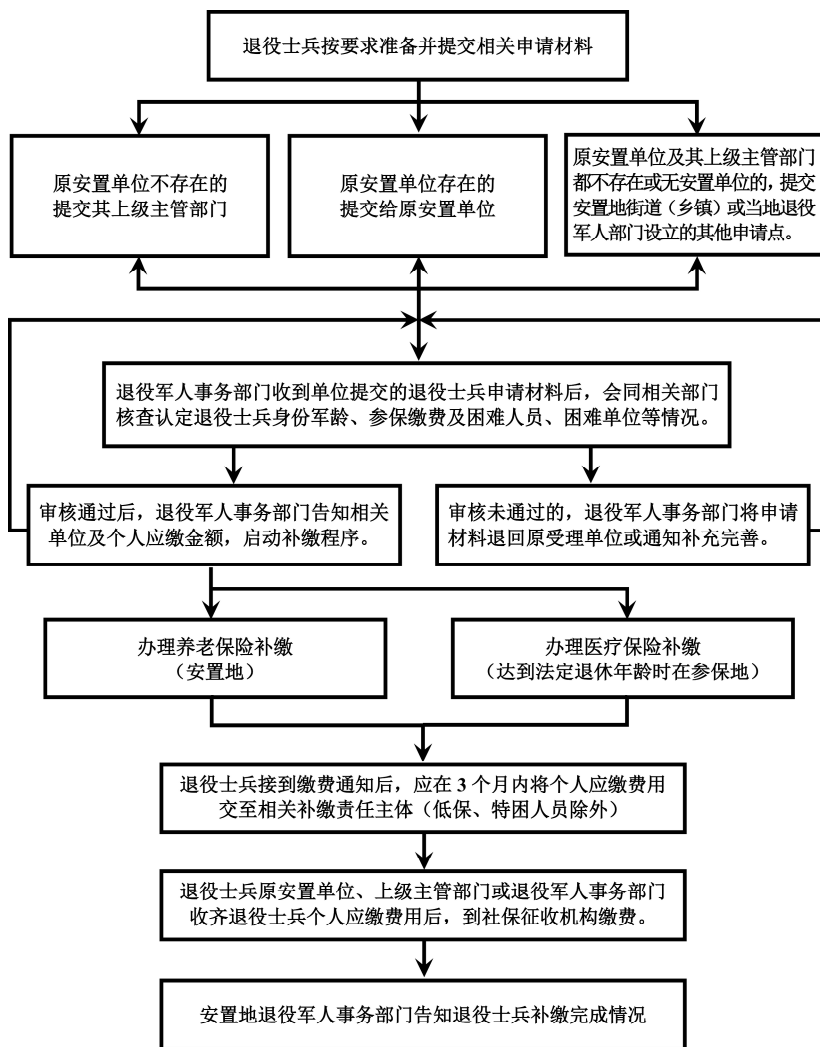 退役士兵按要求准备并提交相关申请材料
原安置单位不存在的
提交其上级主管部门
原安置单位存在的
提交给原安置单位
原安置单位及其上级主管部门
都不存在或无安置单位的，提交
安置地街道（乡镇）或当地退役
军人部门设立的其他申请点。
退役军人事务部门收到单位提交的退役士兵申请材料后，会同相关部门
核查认定退役士兵身份军龄、参保缴费及困难人员、困难单位等情况。
审核通过后，退役军人事务部门告知相关
单位及个人应缴金额，启动补缴程序。
审核未通过的，退役军人事务部门将申请
材料退回原受理单位或通知补充完善。
办理养老保险补缴
（安置地）
办理医疗保险补缴
（达到法定退休年龄时在参保地）
退役士兵接到缴费通知后，应在 3 个月内将个人应缴费用
交至相关补缴责任主体（低保、特困人员除外）
退役士兵原安置单位、上级主管部门或退役军人事务部门
收齐退役士兵个人应缴费用后，到社保征收机构缴费。
安置地退役军人事务部门告知退役士兵补缴完成情况